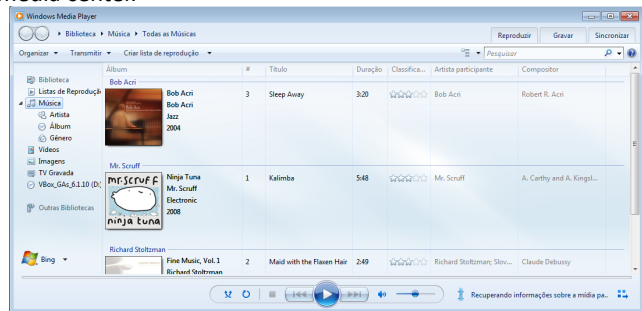 media center.
Windows Media Player
Biblioteca Música Todas as Músicas
Reproduzir Gravar Sincronizar
Organizar Transmitir Criar lista de reprodução Pesquisar
Álbum # Título Duração Classifica... Artista participante Compositor
Biblioteca
Listas de Reproduçã
Música
Artista
Álbum
Gênero
Vídeos
Imagens
TV Gravada
VBox_GAs_6.1.10 (D:)
Outras Bibliotecas
Bing
Bob Acri
Bob Acri 3 Sleep Away 3:20 Bob Acri Robert R. Acri
Bob Acri
Jazz
2004
Mr. Scruff
mr.scruff
ninja tuna
Ninja Tuna 1 Kalimba 5:48 Mr. Scruff A. Carthy and A. Kingsl...
Mr. Scruff
Electronic
2008
Richard Stoltzman
Fine Music, Vol. 1 2 Maid with the Flaxen Hair 2:49 Richard Stoltzman; Slov... Claude Debussy
Richard Stoltzman
Recuperando informações sobre a mídia pa..